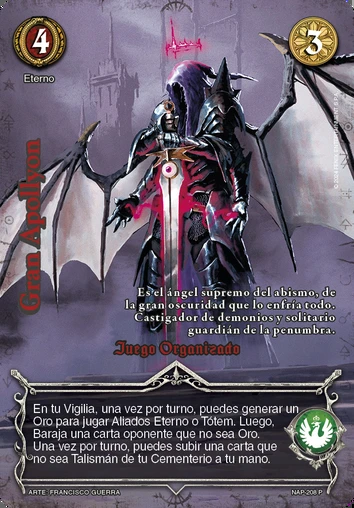 4
3
Eterno
Gran Apollyon
Es el ángel supremo del abismo, de
la gran oscuridad que lo enfría todo.
Castigador de demonios y solitario
guardián de la penumbra.
Juego Organizado
En tu Vigilia, una vez por turno, puedes generar un
Oro para jugar Aliados Eterno o Tótem. Luego,
Baraja una carta oponente que no sea Oro.
Una vez por turno, puedes subir una carta que
no sea Talismán de tu Cementerio a tu mano.
ARTE: FRANCISCO GUERRA
NAP-208 P